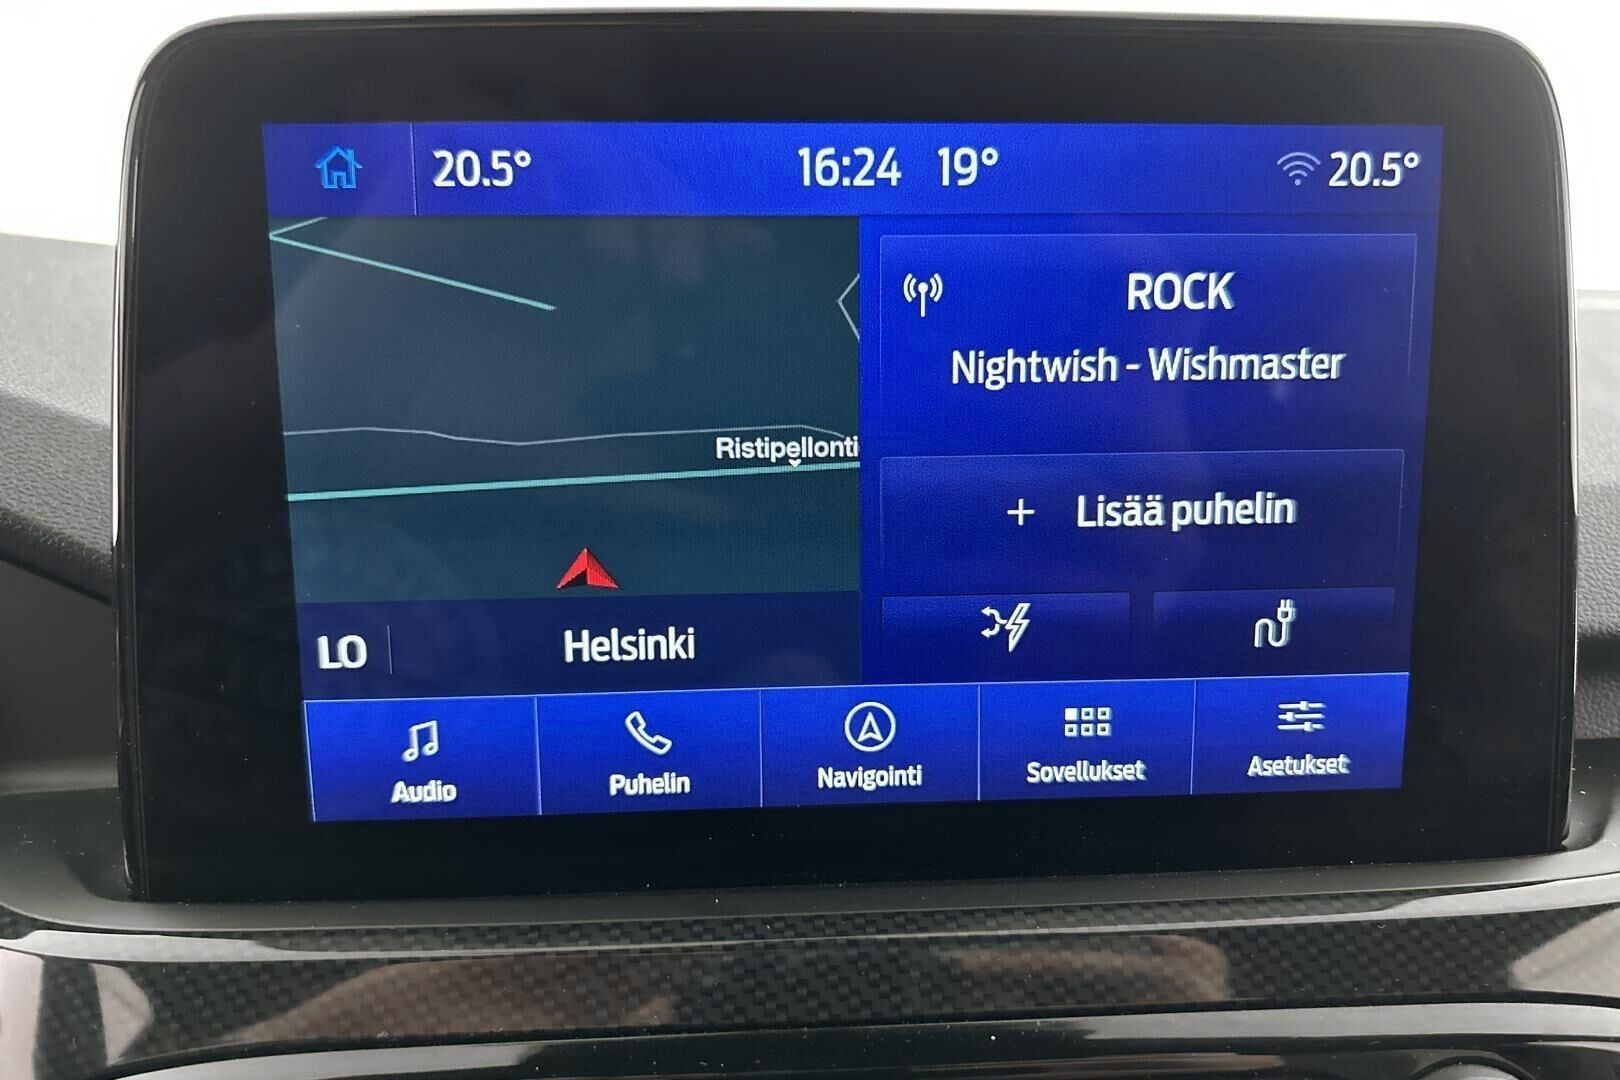 20.5° 16:24 19° 20.5°
ROCK
Nightwish - Wishmaster
Ristipellonti
+ Lisää puhelin
LO Helsinki
Audio Puhelin Navigointi Sovellukset Asetukset